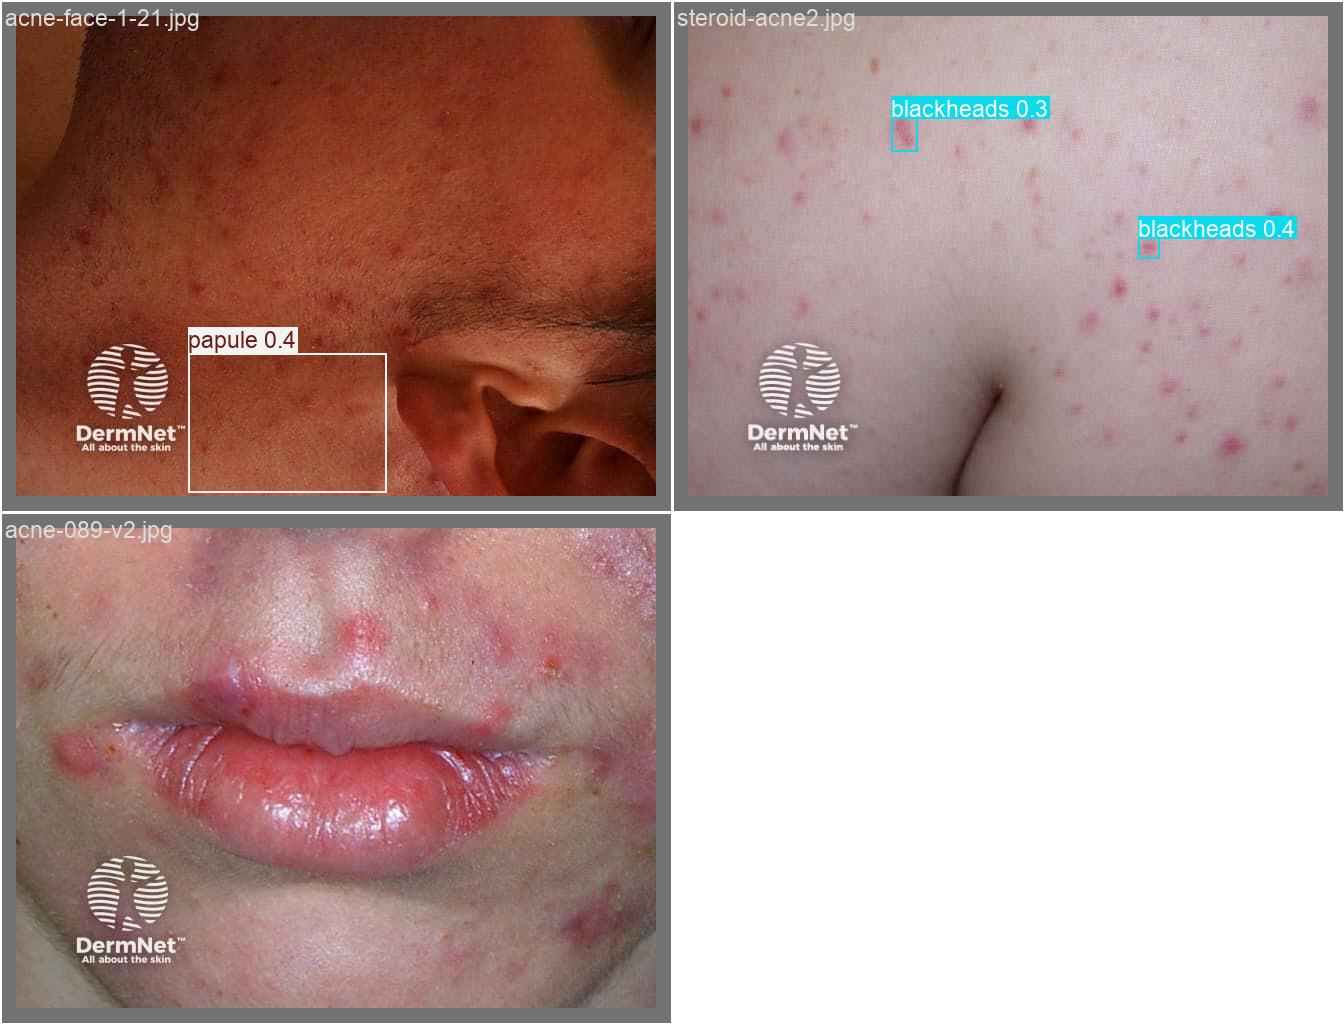 acne-face-1-21.jpg
papule 0.4
DermNet™
All about the skin
steroid-acne2.jpg
blackheads 0.3
blackheads 0.4
DermNet™
All about the skin
acne-089-v2.jpg
DermNet™
All about the skin